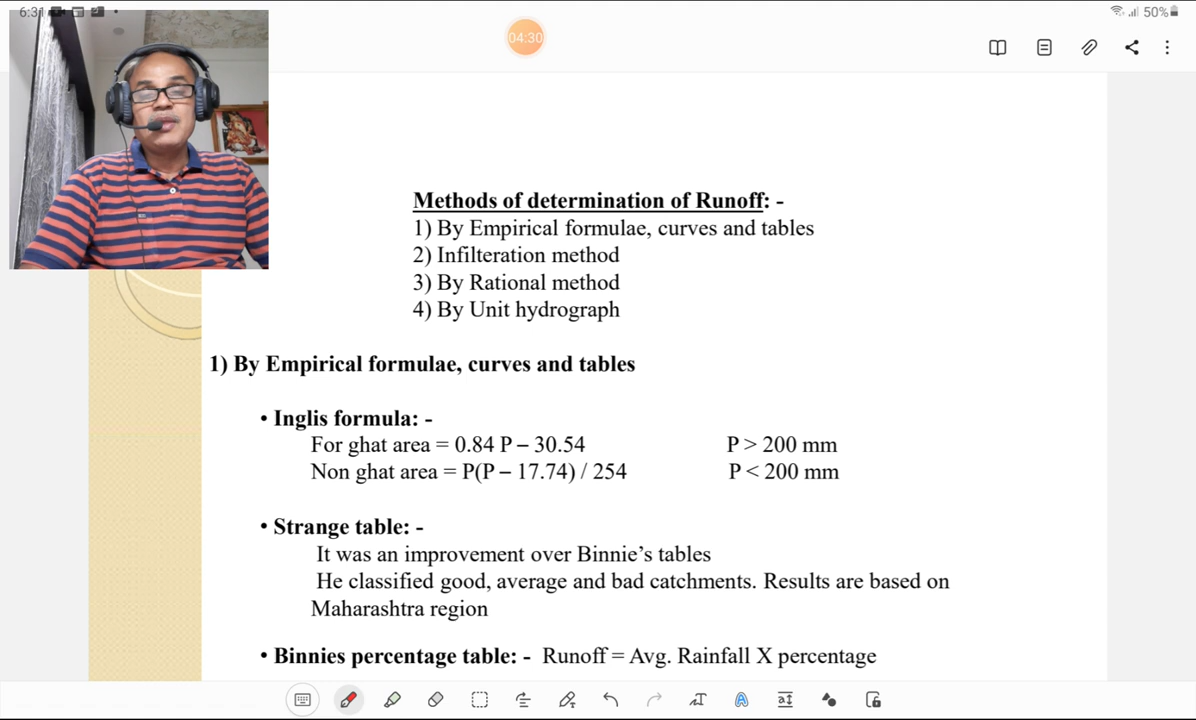 6:31
04:30
50%
Methods of determination of Runoff: -
1) By Empirical formulae, curves and tables
2) Infilteration method
3) By Rational method
4) By Unit hydrograph
1) By Empirical formulae, curves and tables
• Inglis formula: -
For ghat area = 0.84 P – 30.54 P > 200 mm
Non ghat area = P(P – 17.74) / 254 P < 200 mm
• Strange table: -
It was an improvement over Binnie’s tables
He classified good, average and bad catchments. Results are based on
Maharashtra region
• Binnies percentage table: - Runoff = Avg. Rainfall X percentage